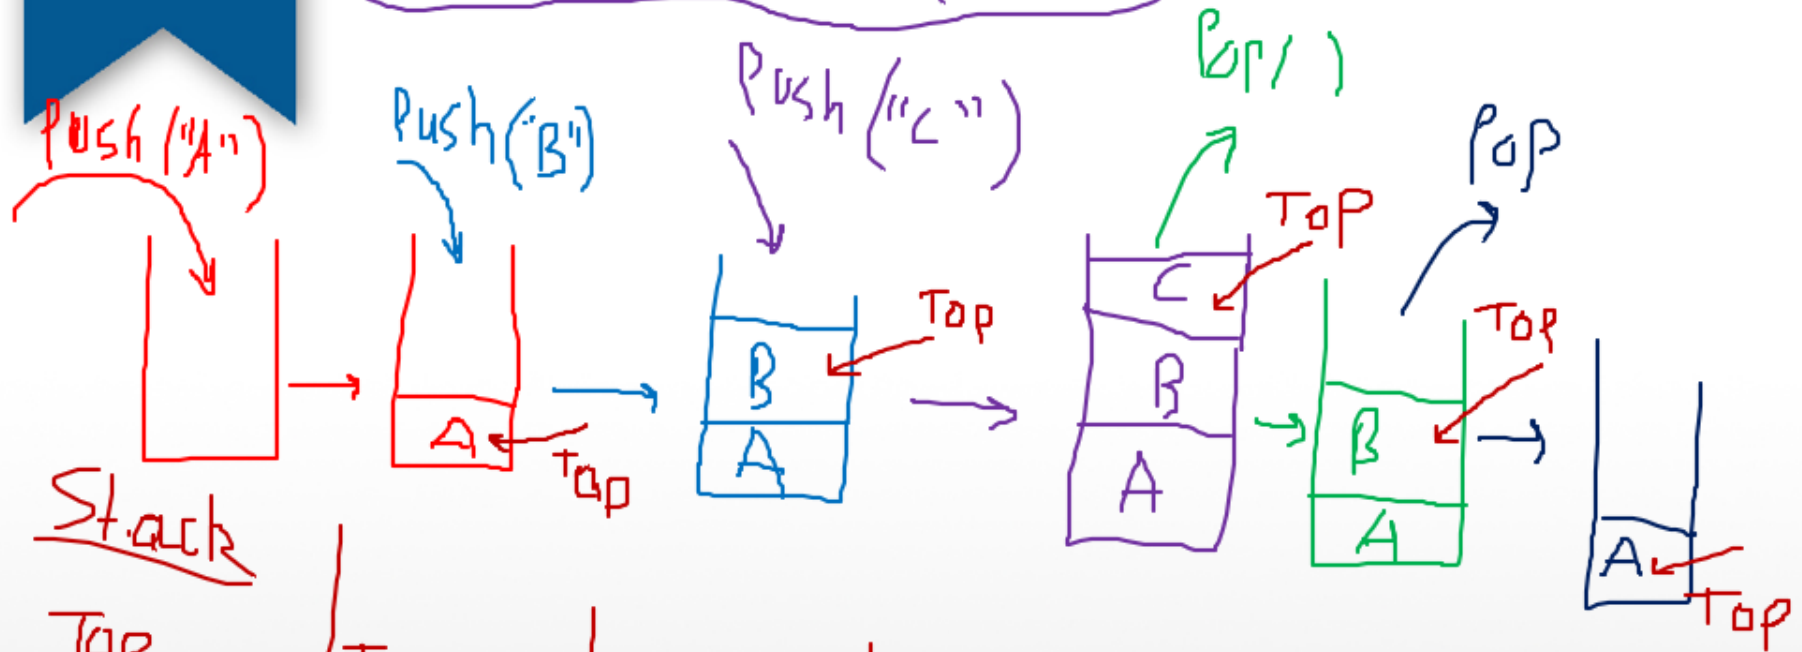 Push ("A")
Push ("B")
Push ("C")
Pop( )
Pop
Top
Top
Top
C
B
B
B
A
A
A
A
A
Top
Top
Stack
Top